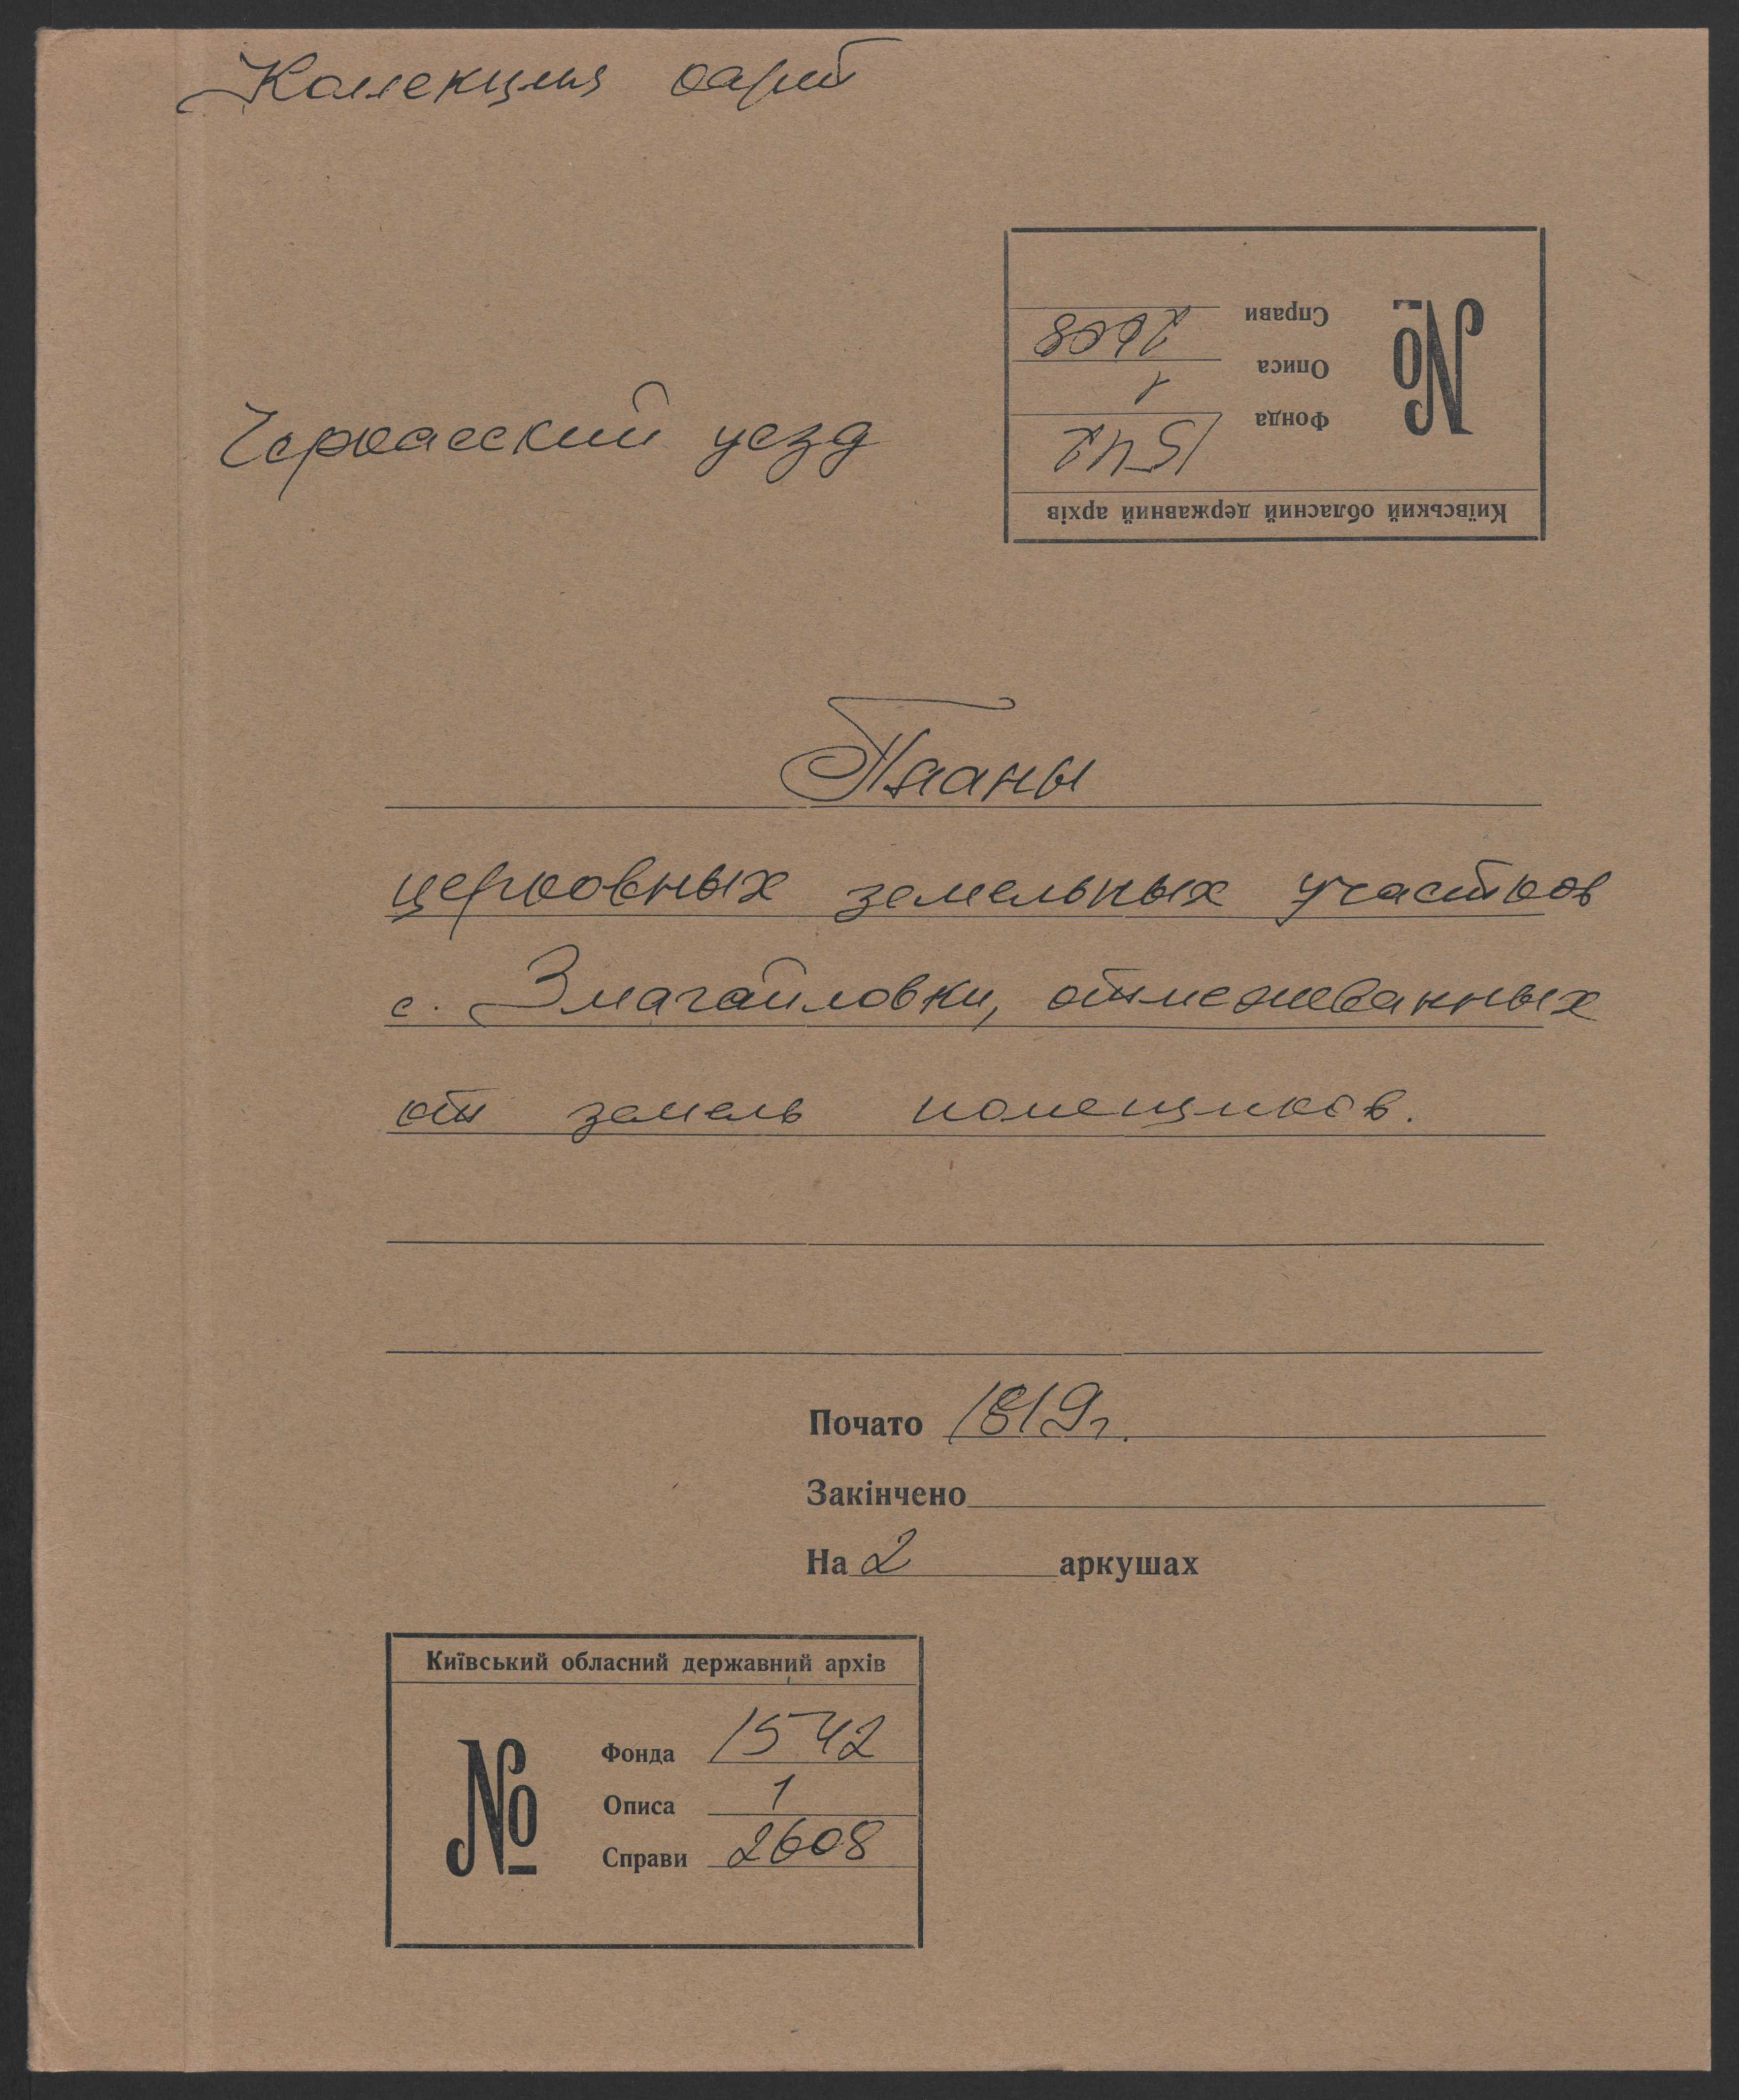 Коллекция карт
Київський обласний державний архів
№
Фонда 1542
Описа 1
Справи 2608
Черкасский уезд
Планы
церковных земельных участков
с. Змагайловки, отмежеванных
от земель помещиков.
Почато 1819 г.
Закінчено
На 2 аркушах
Київський обласний державний архів
№
Фонда 1542
Описа 1
Справи 2608